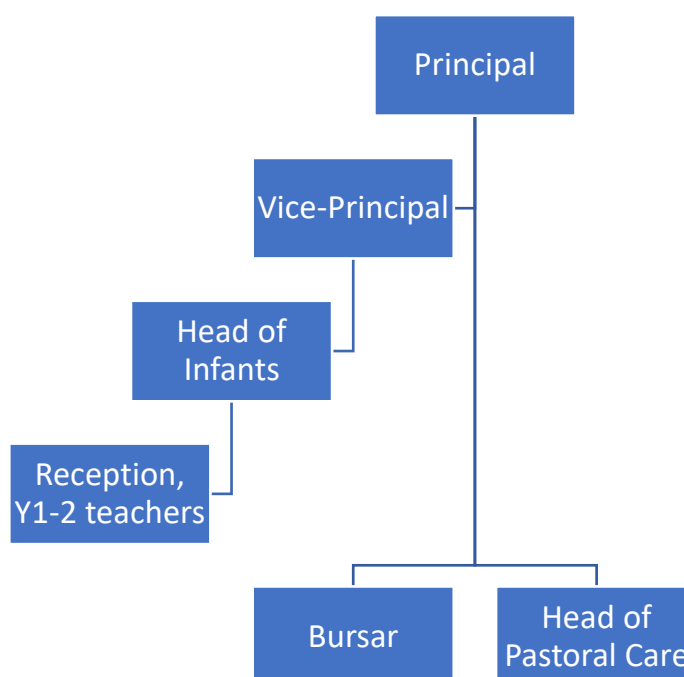 Principal
Vice-Principal
Head of
Infants
Reception,
Y1-2 teachers
Bursar
Head of
Pastoral Care